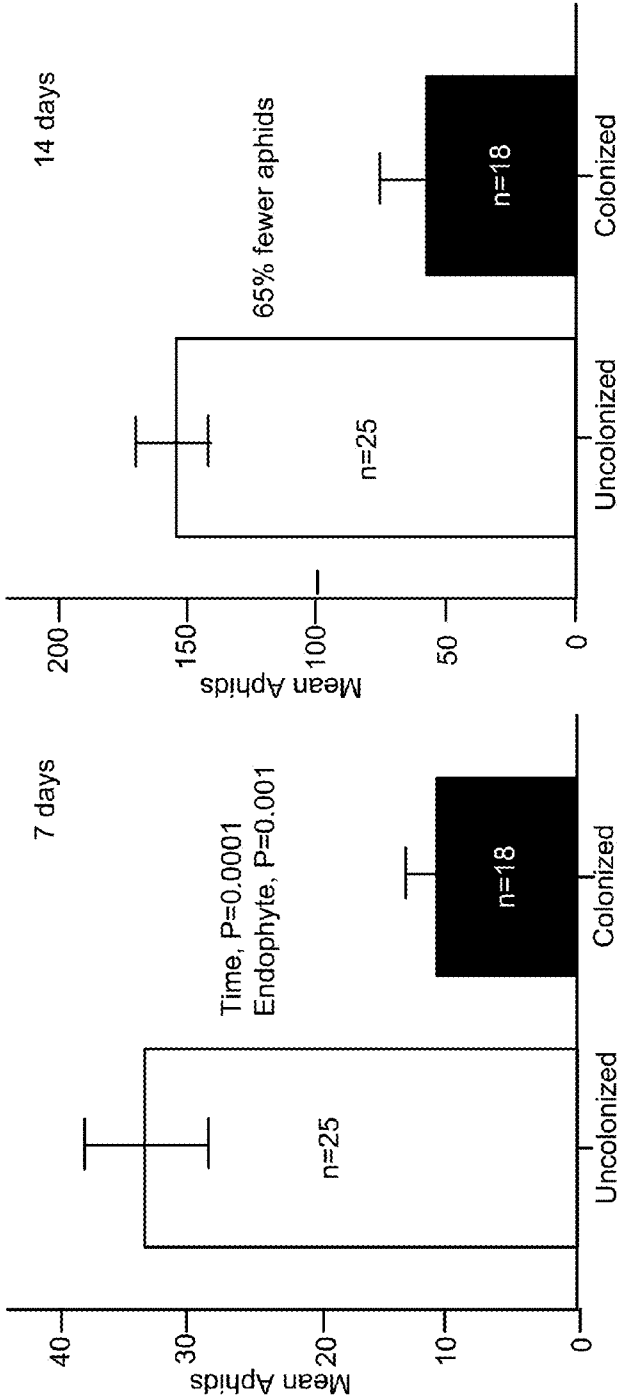 7 days
Mean Aphids
40
30
20
10
0
Time, P=0.0001
Endophyte, P=0.001
n=25
n=18
Uncolonized
Colonized
14 days
Mean Aphids
200
150
100
50
0
65% fewer aphids
n=25
n=18
Uncolonized
Colonized